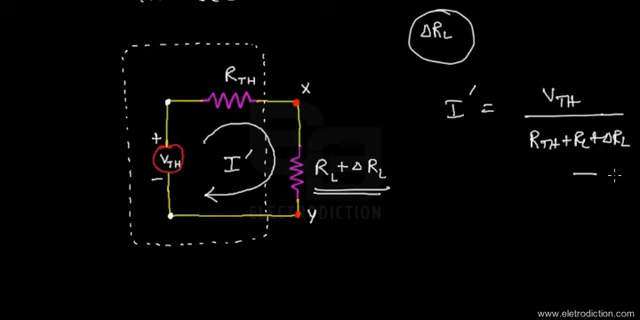 ΔR_L
R_TH
X
I' = V_TH / (R_TH + R_L + ΔR_L)
+
V_TH
I'
R_L + ΔR_L
−
ELECTRODICTION
Y
www.eletrodiction.com